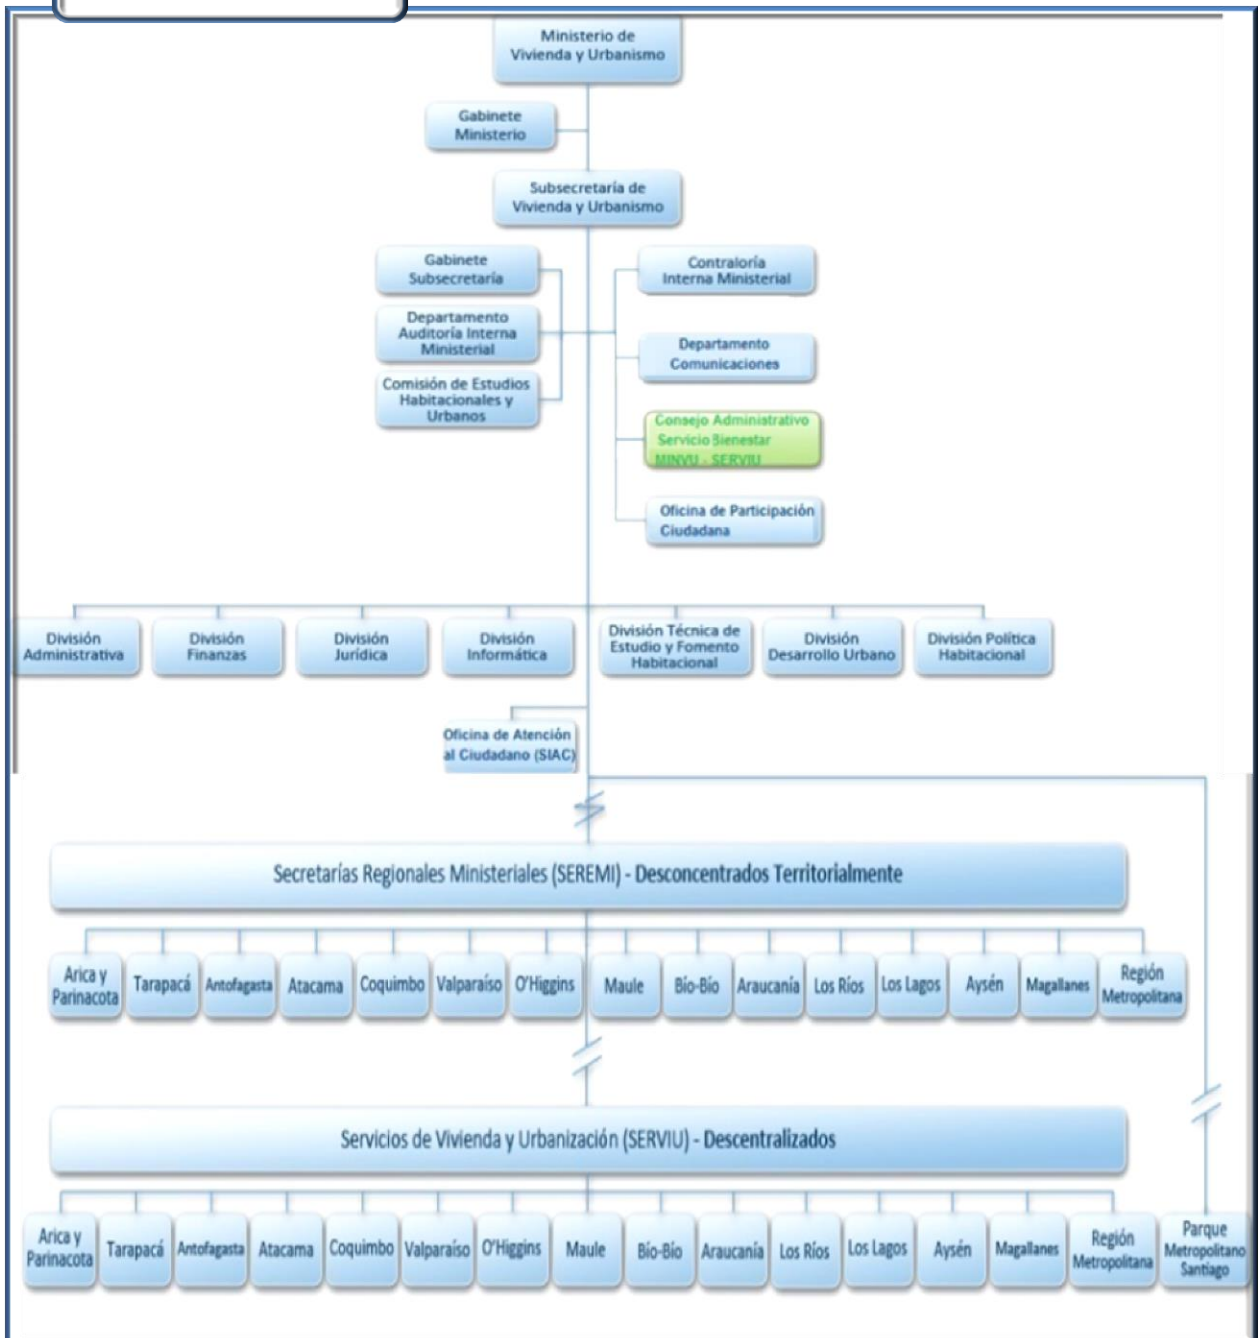 Ministerio de
Vivienda y Urbanismo
Gabinete
Ministerio
Subsecretaría de
Vivienda y Urbanismo
Gabinete
Subsecretaría
Contraloría
Interna Ministerial
Departamento
Auditoría Interna
Ministerial
Departamento
Comunicaciones
Comisión de Estudios
Habitacionales y
Urbanos
Consejo Administrativo
Servicio Bienestar
MINVU - SERVIU
Oficina de Participación
Ciudadana
División
Administrativa
División
Finanzas
División
Jurídica
División
Informática
División Técnica de
Estudio y Fomento
Habitacional
División
Desarrollo Urbano
División Política
Habitacional
Oficina de Atención
al Ciudadano (SIAC)
Secretarías Regionales Ministeriales (SEREMI) - Desconcentrados Territorialmente
Arica y
Parinacota
Tarapacá
Antofagasta
Atacama
Coquimbo
Valparaíso
O'Higgins
Maule
Bío-Bío
Araucanía
Los Ríos
Los Lagos
Aysén
Magallanes
Región
Metropolitana
Servicios de Vivienda y Urbanización (SERVIU) - Descentralizados
Arica y
Parinacota
Tarapacá
Antofagasta
Atacama
Coquimbo
Valparaíso
O'Higgins
Maule
Bío-Bío
Araucanía
Los Ríos
Los Lagos
Aysén
Magallanes
Región
Metropolitana
Parque
Metropolitano
Santiago